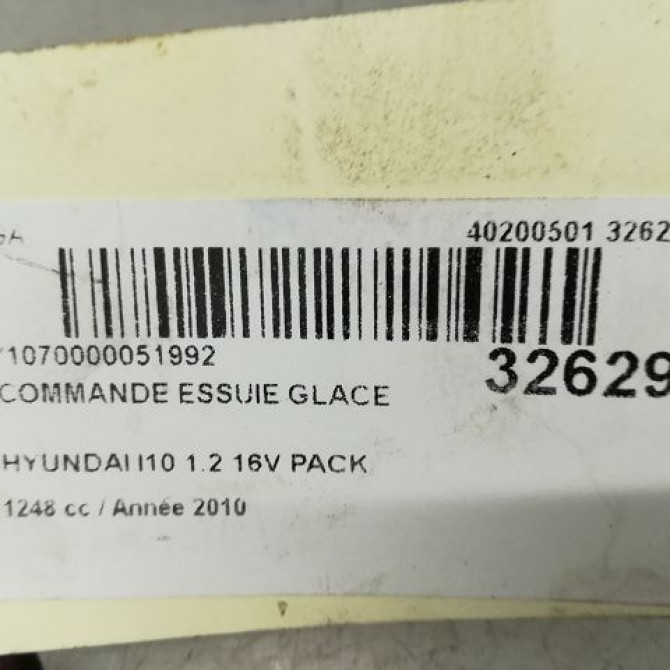 40200501 3262
1070000051992
32629
COMMANDE ESSUIE GLACE
HYUNDAI I10 1.2 16V PACK
1248 cc / Année 2010